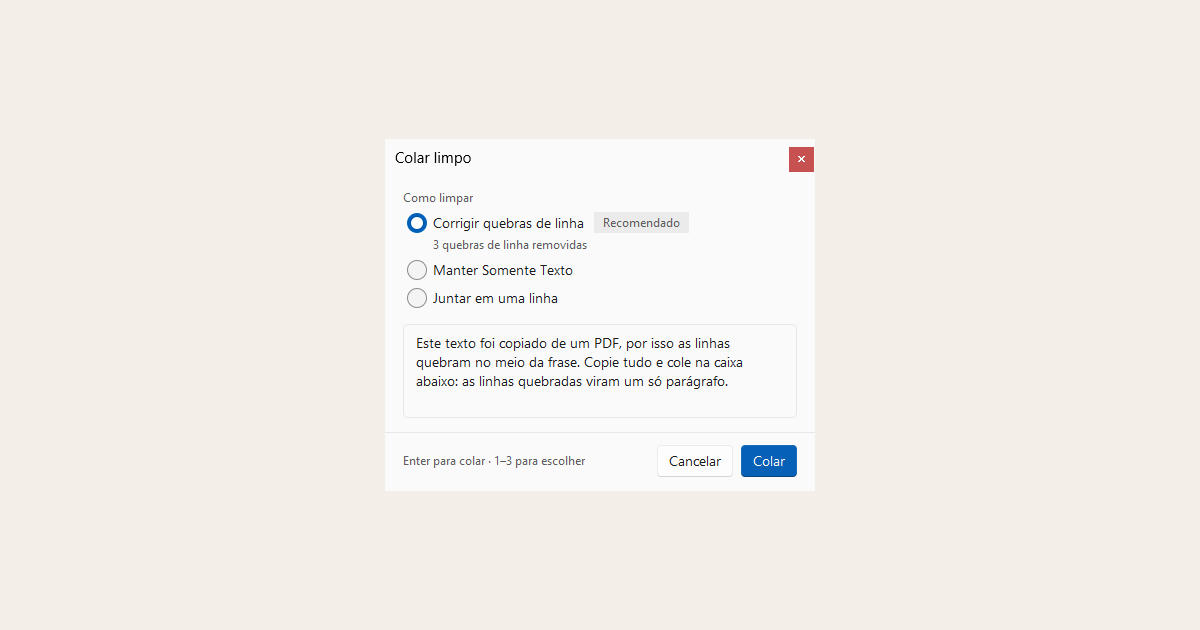 Colar limpo
Como limpar
Corrigir quebras de linha Recomendado
3 quebras de linha removidas
Manter Somente Texto
Juntar em uma linha
Este texto foi copiado de um PDF, por isso as linhas
quebram no meio da frase. Copie tudo e cole na caixa
abaixo: as linhas quebradas viram um só parágrafo.
Enter para colar · 1–3 para escolher
Cancelar
Colar